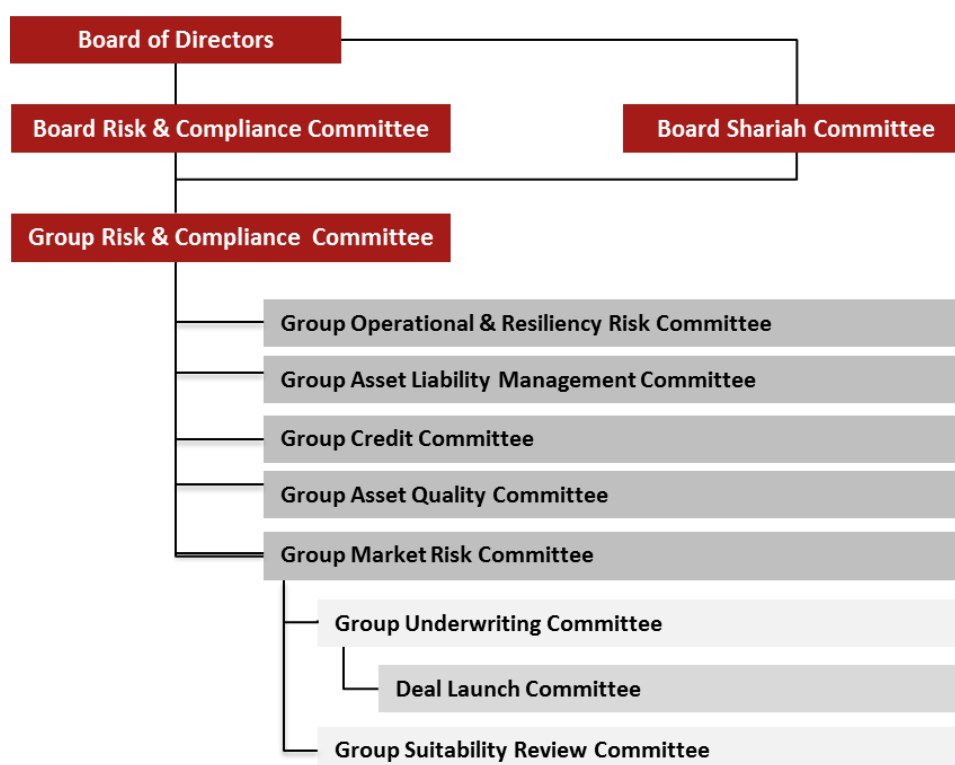 Board of Directors
Board Risk & Compliance Committee
Board Shariah Committee
Group Risk & Compliance Committee
Group Operational & Resiliency Risk Committee
Group Asset Liability Management Committee
Group Credit Committee
Group Asset Quality Committee
Group Market Risk Committee
Group Underwriting Committee
Deal Launch Committee
Group Suitability Review Committee